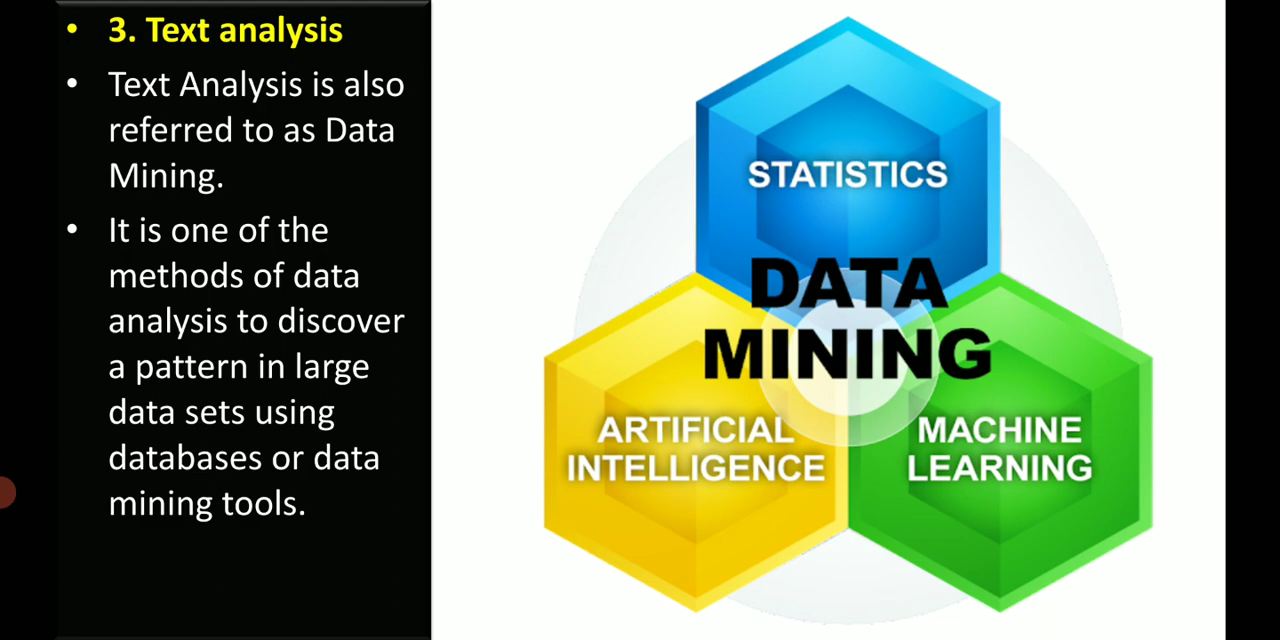 • 3. Text analysis
• Text Analysis is also
referred to as Data
Mining.
• It is one of the
methods of data
analysis to discover
a pattern in large
data sets using
databases or data
mining tools.
STATISTICS
DATA
MINING
ARTIFICIAL
INTELLIGENCE
MACHINE
LEARNING